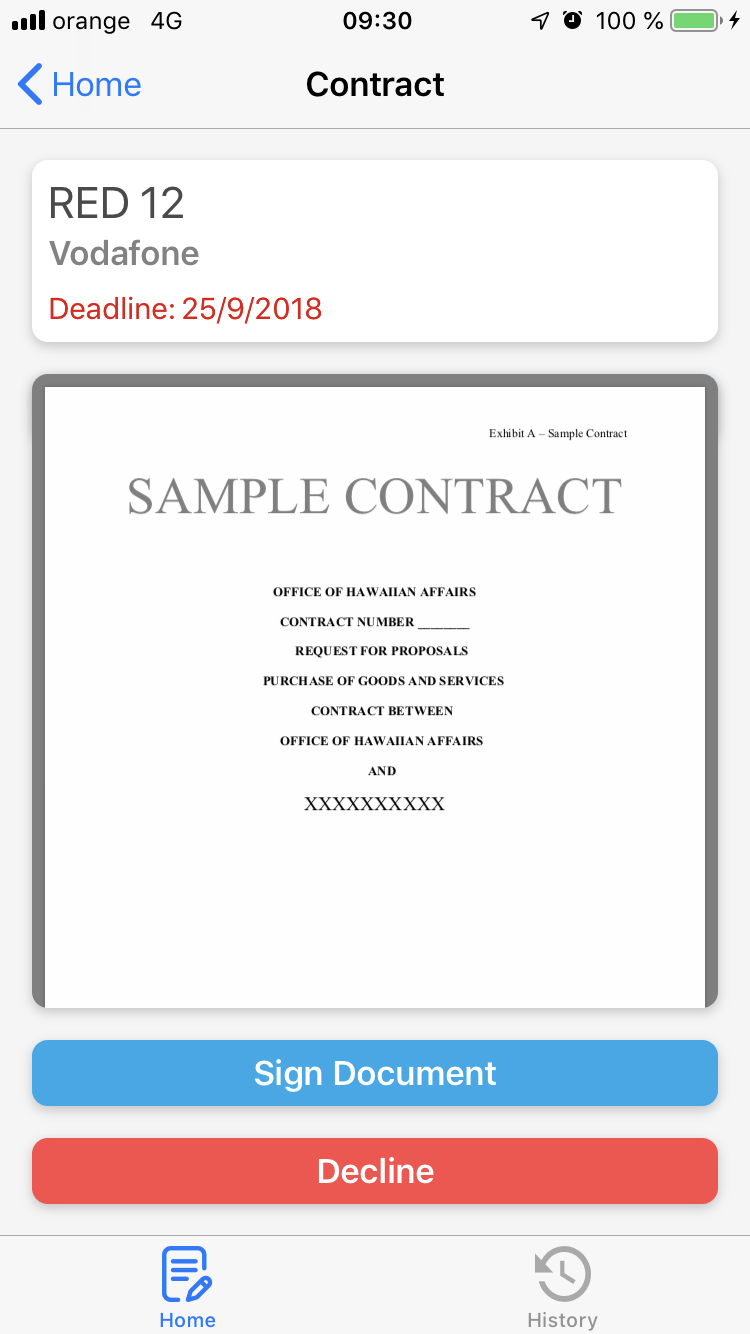 orange 4G 09:30 100 %
Home Contract
RED 12
Vodafone
Deadline: 25/9/2018
Exhibit A – Sample Contract
SAMPLE CONTRACT
OFFICE OF HAWAIIAN AFFAIRS
CONTRACT NUMBER ________
REQUEST FOR PROPOSALS
PURCHASE OF GOODS AND SERVICES
CONTRACT BETWEEN
OFFICE OF HAWAIIAN AFFAIRS
AND
XXXXXXXXXX
Sign Document
Decline
Home History